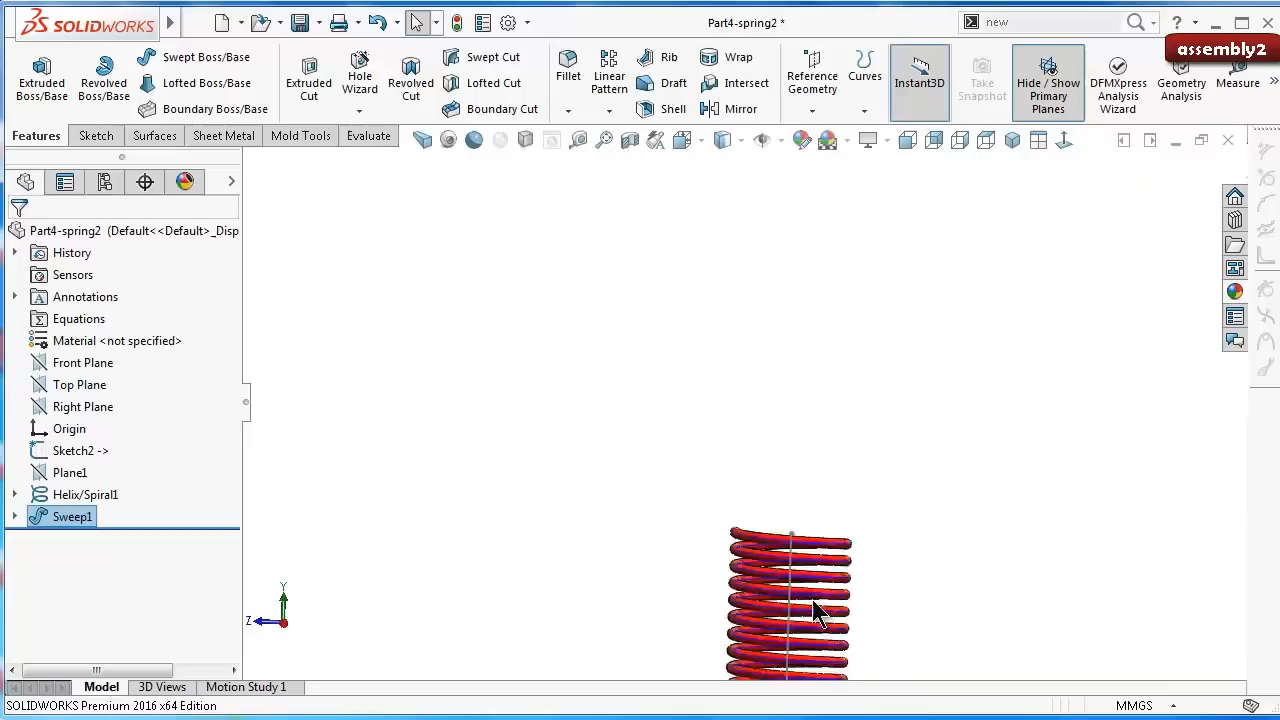 SOLIDWORKS
Part4-spring2 *
new
?
assembly2
Extruded Boss/Base
Revolved Boss/Base
Swept Boss/Base
Lofted Boss/Base
Boundary Boss/Base
Extruded Cut
Hole Wizard
Revolved Cut
Swept Cut
Lofted Cut
Boundary Cut
Fillet
Linear Pattern
Rib
Draft
Shell
Wrap
Intersect
Mirror
Reference Geometry
Curves
Instant3D
Take Snapshot
Hide / Show Primary Planes
DFMXpress Analysis Wizard
Geometry Analysis
Measure
Features
Sketch
Surfaces
Sheet Metal
Mold Tools
Evaluate
Part4-spring2 (Default<<Default>_Disp
History
Sensors
Annotations
Equations
Material <not specified>
Front Plane
Top Plane
Right Plane
Origin
Sketch2 ->
Plane1
Helix/Spiral1
Sweep1
Y
Z
Model
3D Views
Motion Study 1
SOLIDWORKS Premium 2016 x64 Edition
MMGS